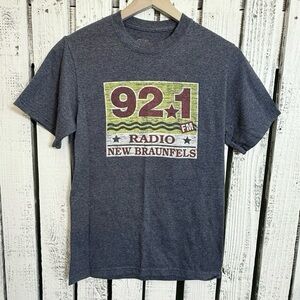 92★1
FM
★ RADIO ★
NEW BRAUNFELS